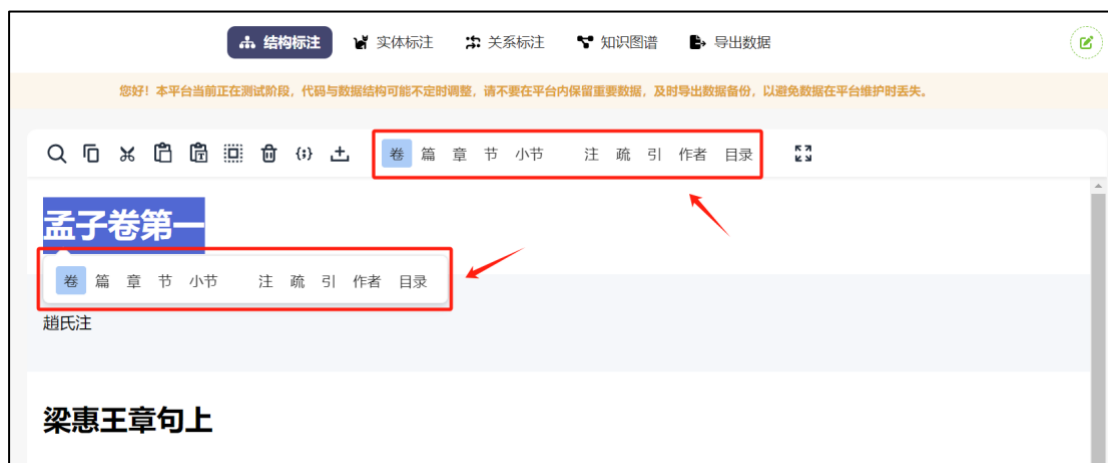 结构标注 实体标注 关系标注 知识图谱 导出数据
您好！本平台当前正在测试阶段，代码与数据结构可能不定时调整，请不要在平台内保留重要数据，及时导出数据备份，以避免数据在平台维护时丢失。
卷 篇 章 节 小节 注 疏 引 作者 目录
孟子卷第一
卷 篇 章 节 小节 注 疏 引 作者 目录
趙氏注
梁惠王章句上